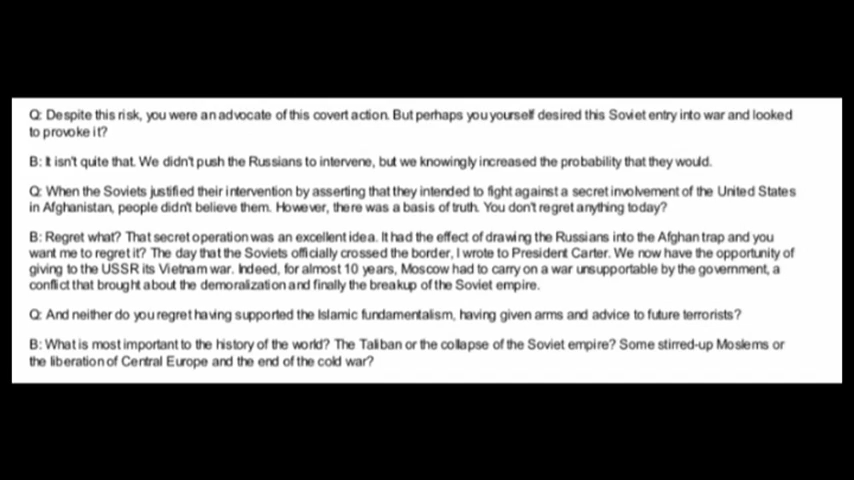 Q: Despite this risk, you were an advocate of this covert action. But perhaps you yourself desired this Soviet entry into war and looked
to provoke it?
B: It isn't quite that. We didn't push the Russians to intervene, but we knowingly increased the probability that they would.
Q: When the Soviets justified their intervention by asserting that they intended to fight against a secret involvement of the United States
in Afghanistan, people didn't believe them. However, there was a basis of truth. You don't regret anything today?
B: Regret what? That secret operation was an excellent idea. It had the effect of drawing the Russians into the Afghan trap and you
want me to regret it? The day that the Soviets officially crossed the border, I wrote to President Carter. We now have the opportunity of
giving to the USSR its Vietnam war. Indeed, for almost 10 years, Moscow had to carry on a war unsupportable by the government, a
conflict that brought about the demoralization and finally the breakup of the Soviet empire.
Q: And neither do you regret having supported the Islamic fundamentalism, having given arms and advice to future terrorists?
B: What is most important to the history of the world? The Taliban or the collapse of the Soviet empire? Some stirred-up Moslems or
the liberation of Central Europe and the end of the cold war?